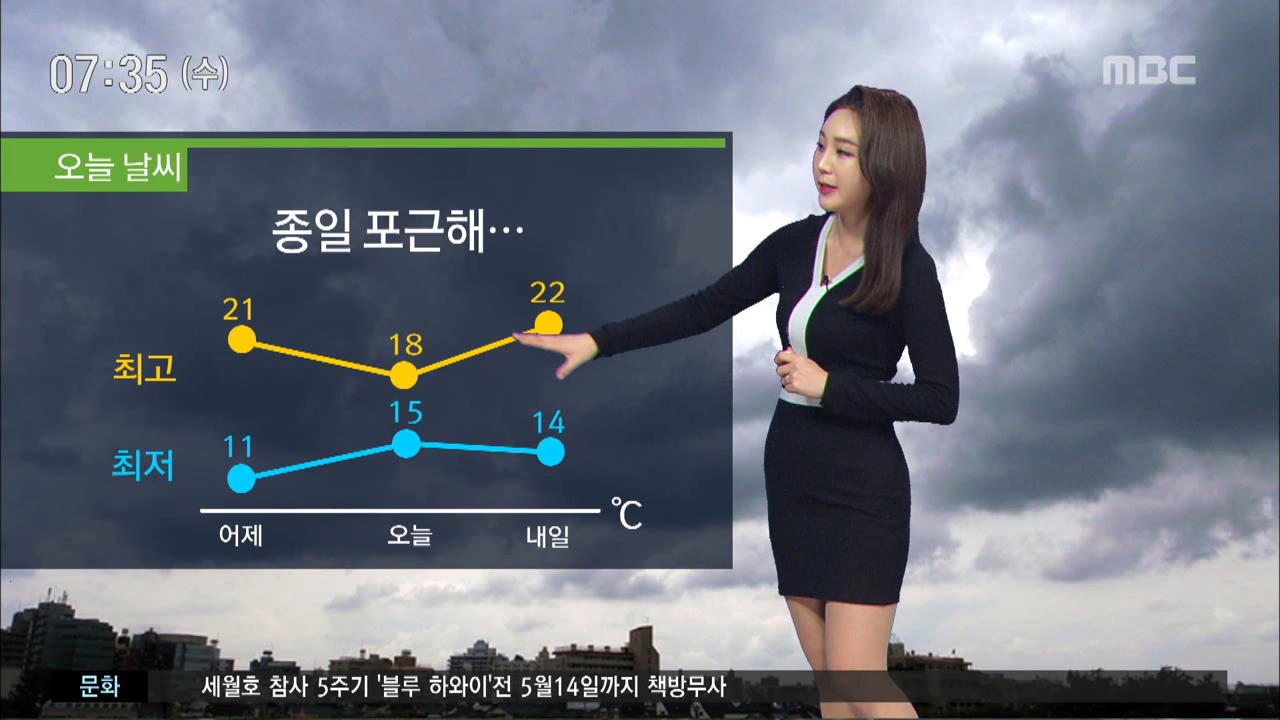 07:35 (수)
MBC
오늘 날씨
종일 포근해…
21
18
22
최고
11
15
14
최저
℃
어제
오늘
내일
문화
세월호 참사 5주기 '블루 하와이'전 5월14일까지 책방무사